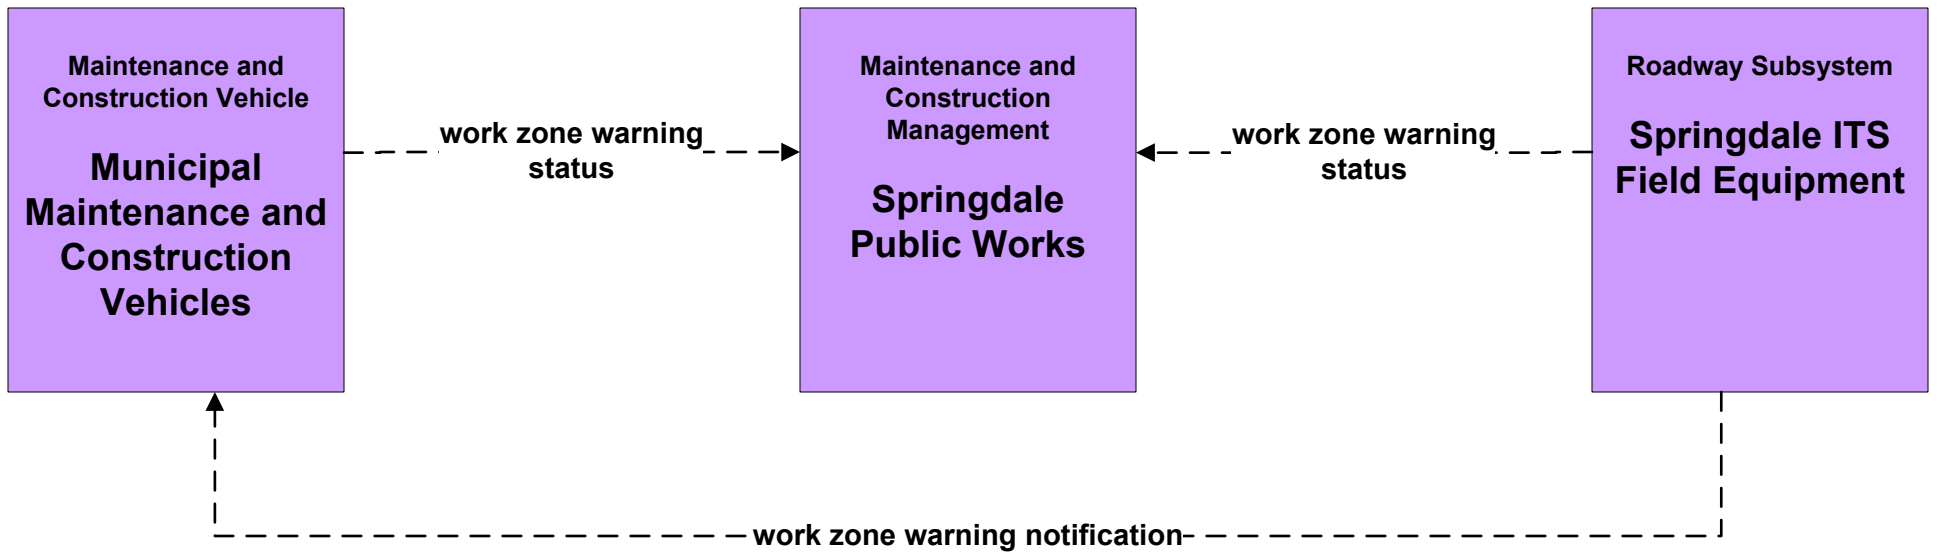 Maintenance and
Construction Vehicle
Municipal
Maintenance and
Construction
Vehicles
work zone warning
status
Maintenance and
Construction
Management
Springdale
Public Works
work zone warning
status
Roadway Subsystem
Springdale ITS
Field Equipment
work zone warning notification